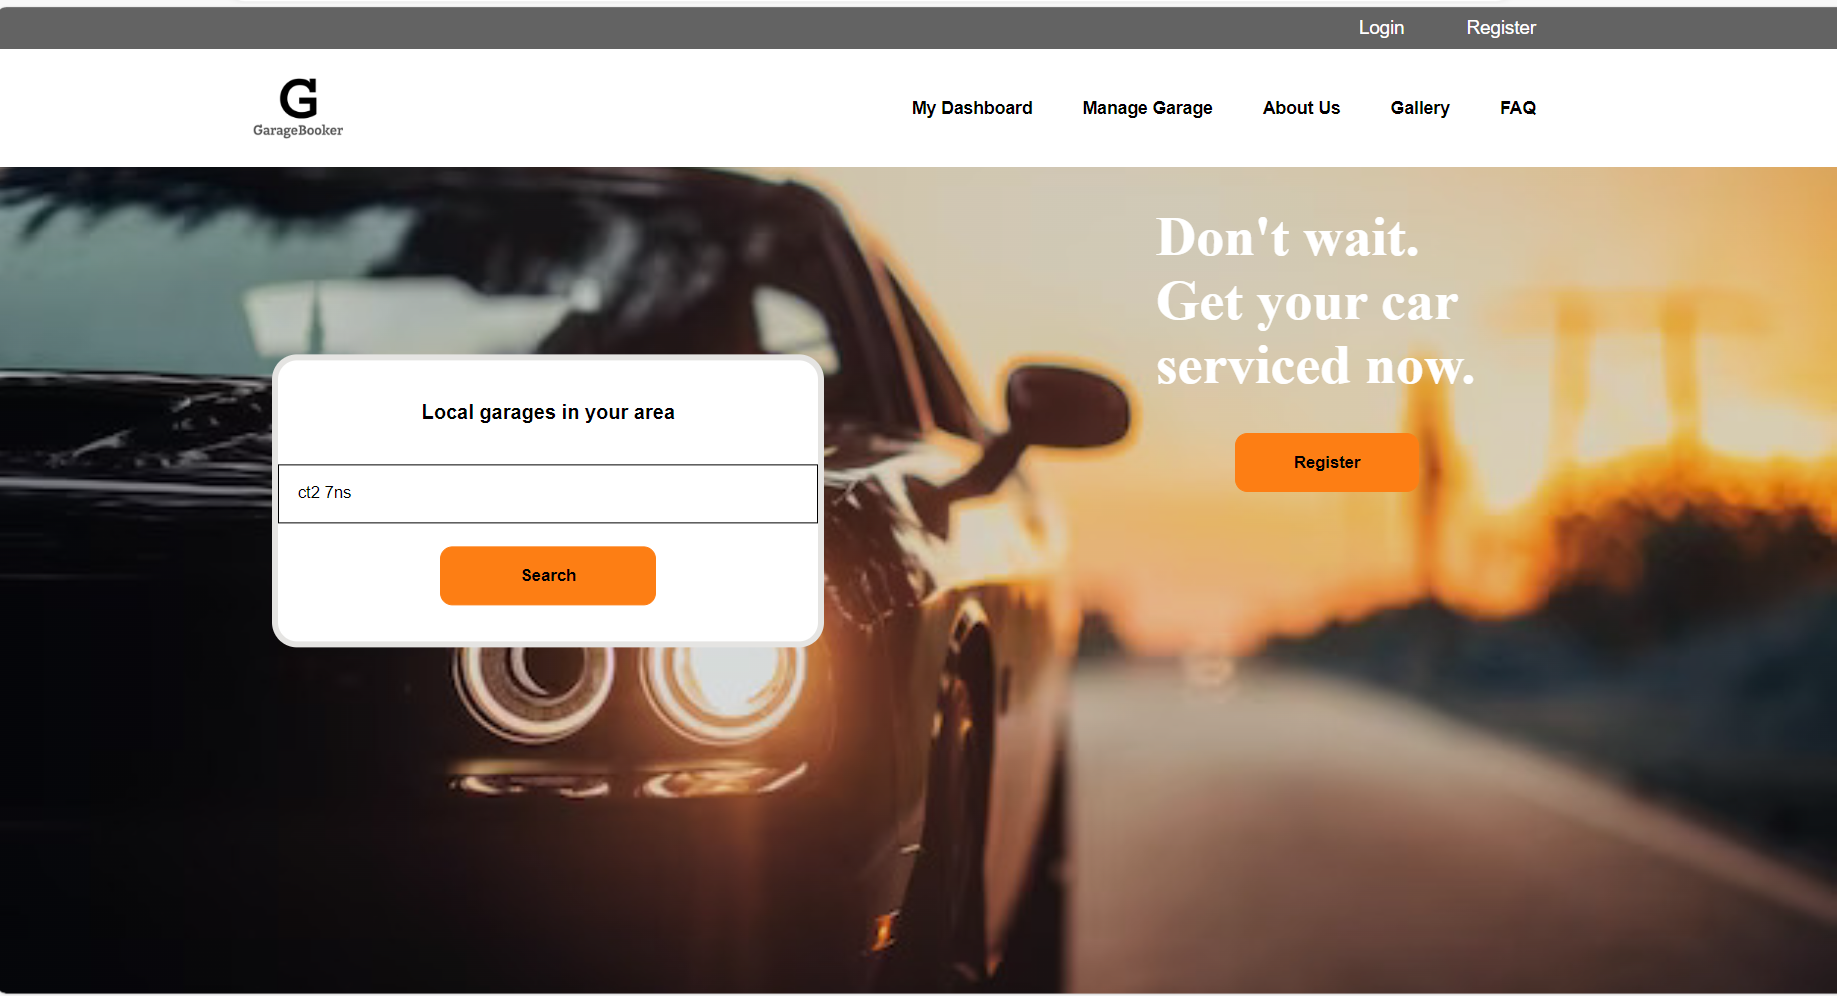 Login Register
G
GarageBooker
My Dashboard Manage Garage About Us Gallery FAQ
Don't wait.
Get your car
serviced now.
Register
Local garages in your area
ct2 7ns
Search